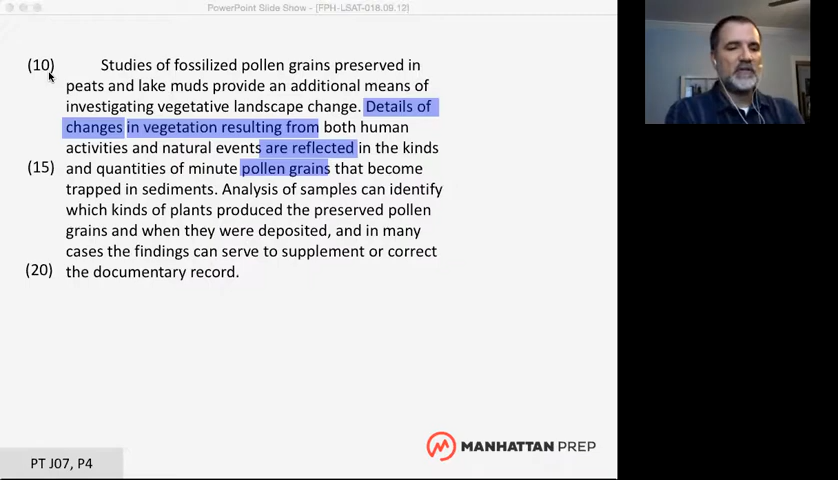 PowerPoint Slide Show - [FPH-LSAT-018.09.12]
(10) Studies of fossilized pollen grains preserved in
peats and lake muds provide an additional means of
investigating vegetative landscape change. Details of
changes in vegetation resulting from both human
activities and natural events are reflected in the kinds
(15) and quantities of minute pollen grains that become
trapped in sediments. Analysis of samples can identify
which kinds of plants produced the preserved pollen
grains and when they were deposited, and in many
cases the findings can serve to supplement or correct
(20) the documentary record.
MANHATTAN PREP
PT J07, P4